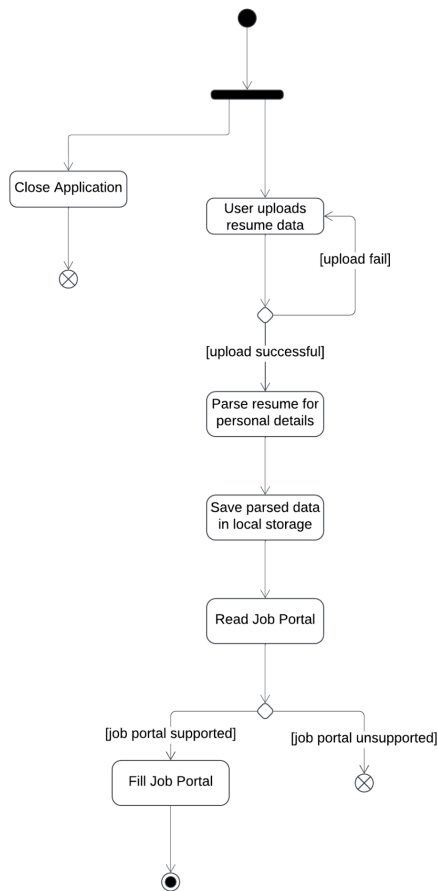 Close Application
User uploads
resume data
[upload fail]
[upload successful]
Parse resume for
personal details
Save parsed data
in local storage
Read Job Portal
[job portal supported]
[job portal unsupported]
Fill Job Portal